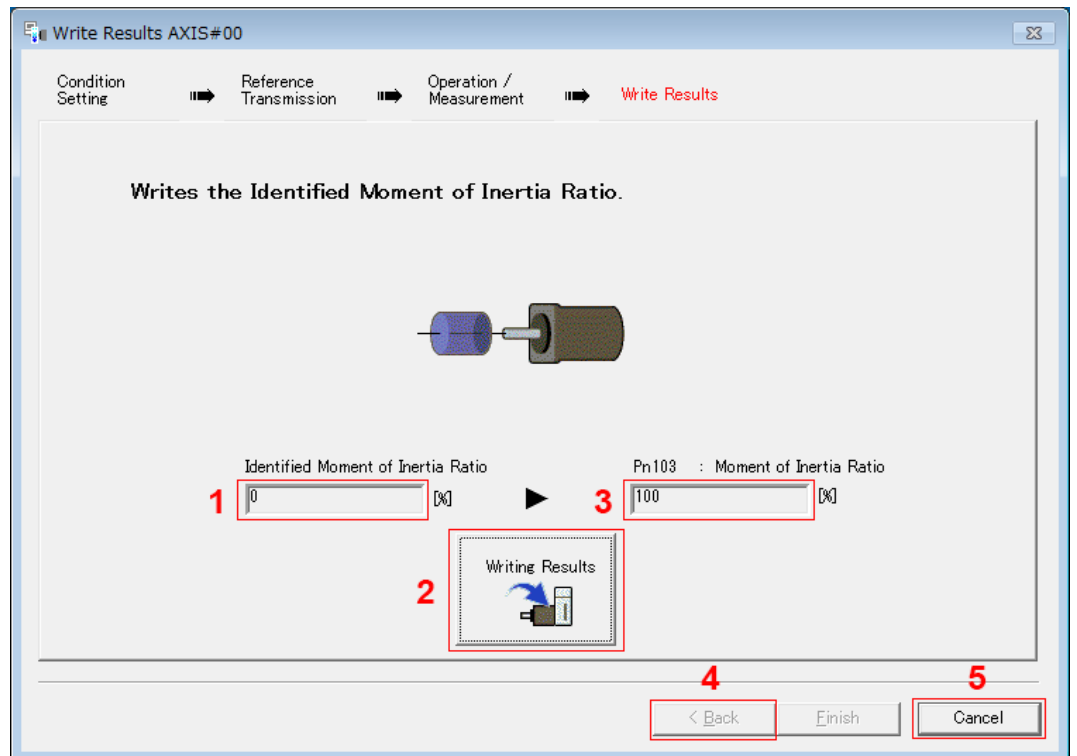 Write Results AXIS#00
Condition Setting
Reference Transmission
Operation / Measurement
Write Results
Writes the Identified Moment of Inertia Ratio.
Identified Moment of Inertia Ratio
Pn103 : Moment of Inertia Ratio
1 0 [%]
3 100 [%]
2 Writing Results
4
5
< Back
Finish
Cancel